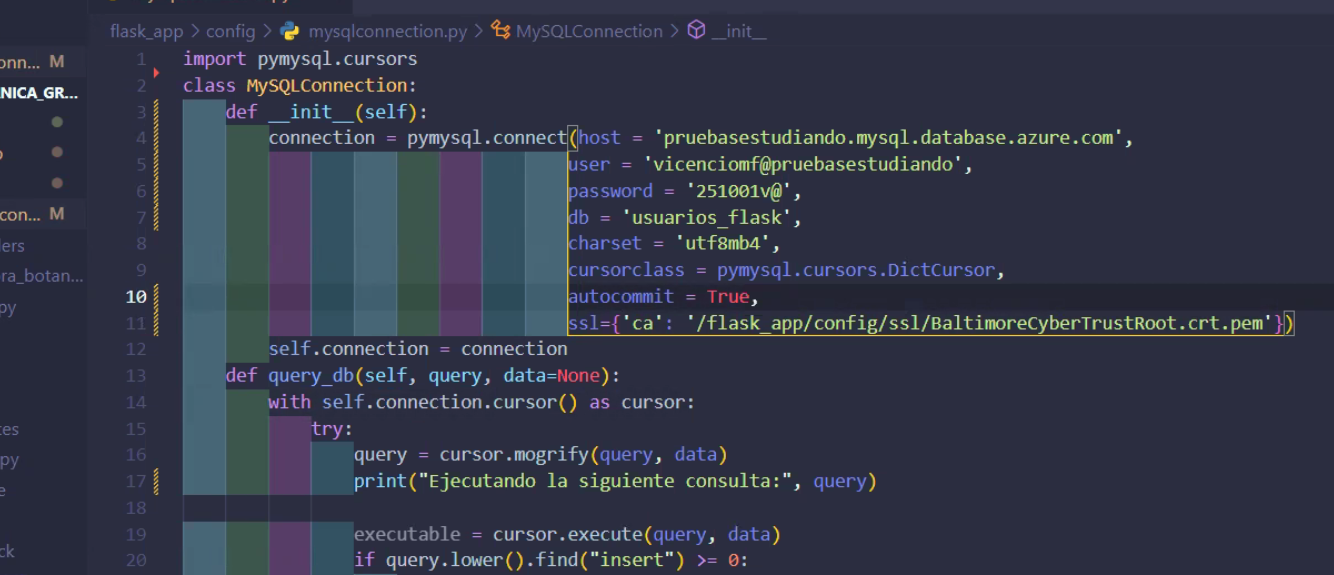 flask_app > config > mysqlconnection.py > MySQLConnection > __init__
onn... M
NICA_GR...
con... M
ders
ra_botan...
py
tes
py
e
ck
1 import pymysql.cursors
2 class MySQLConnection:
3 def __init__(self):
4 connection = pymysql.connect(host = 'pruebasestudiando.mysql.database.azure.com',
5 user = 'vicenciomf@pruebasestudiando',
6 password = '251001v@',
7 db = 'usuarios_flask',
8 charset = 'utf8mb4',
9 cursorclass = pymysql.cursors.DictCursor,
10 autocommit = True,
11 ssl={'ca': '/flask_app/config/ssl/BaltimoreCyberTrustRoot.crt.pem'})
12 self.connection = connection
13 def query_db(self, query, data=None):
14 with self.connection.cursor() as cursor:
15 try:
16 query = cursor.mogrify(query, data)
17 print("Ejecutando la siguiente consulta:", query)
18
19 executable = cursor.execute(query, data)
20 if query.lower().find("insert") >= 0: